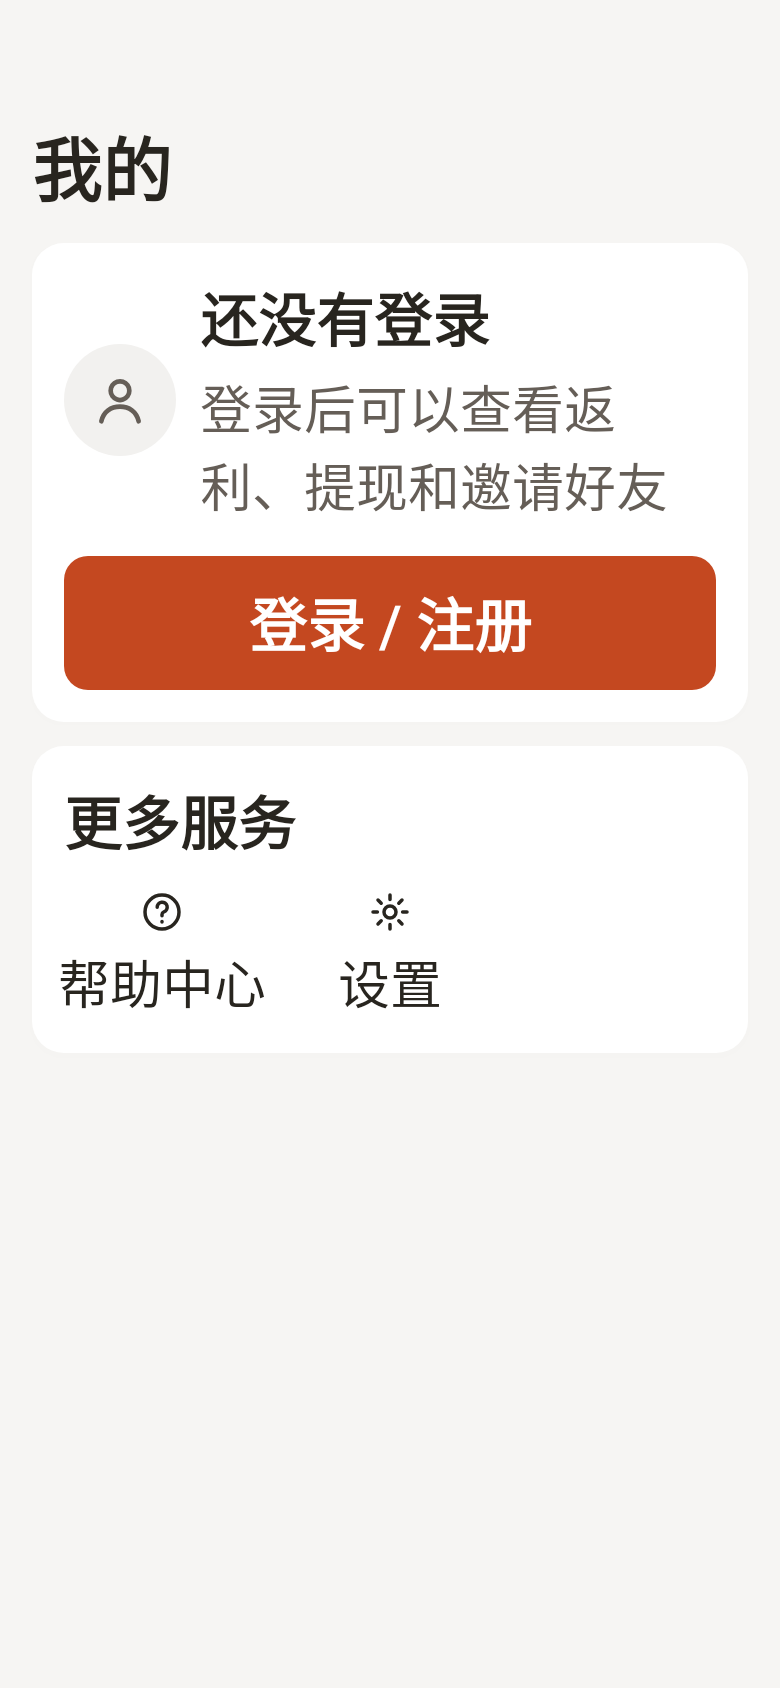 我的
还没有登录
登录后可以查看返
利、提现和邀请好友
登录 / 注册
更多服务
帮助中心 设置